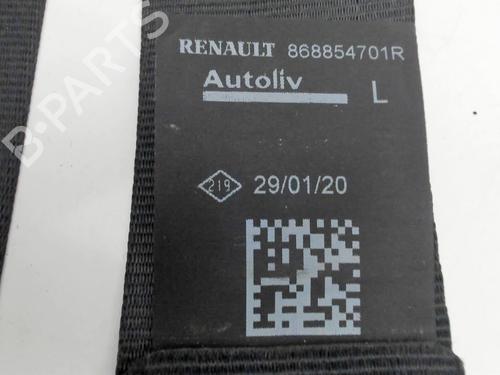 RENAULT 868854701R
Autoliv L
219 29/01/20
B-PARTS